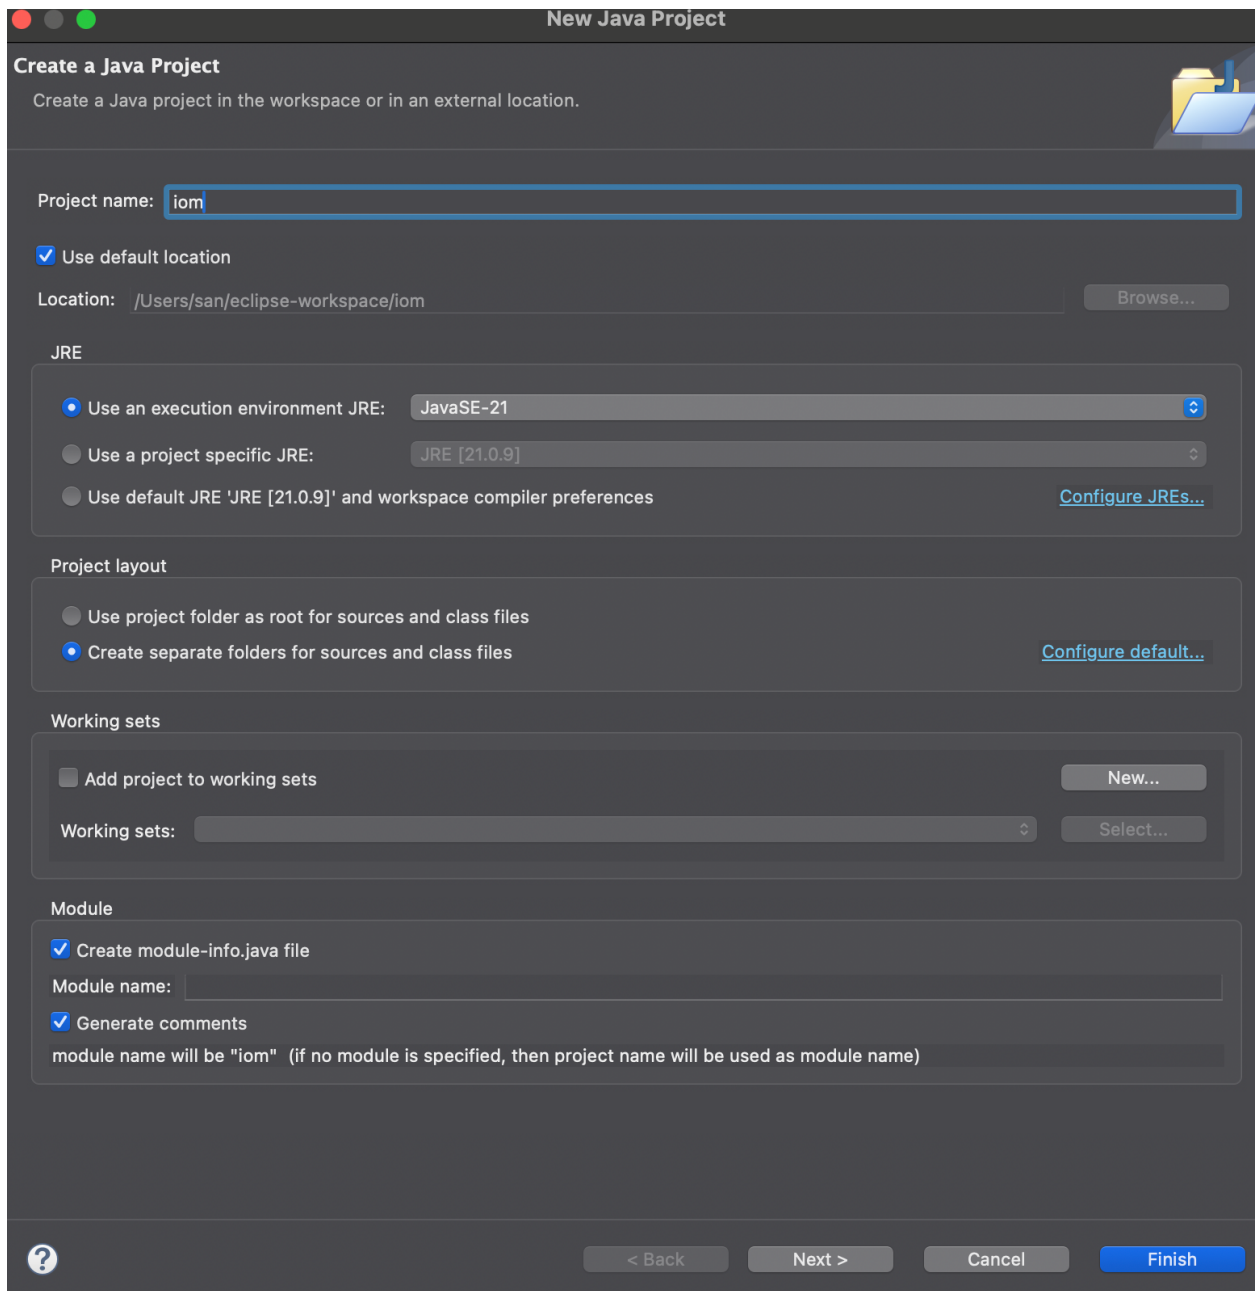 New Java Project
Create a Java Project
Create a Java project in the workspace or in an external location.
Project name: iom
Use default location
Location: /Users/san/eclipse-workspace/iom Browse...
JRE
Use an execution environment JRE: JavaSE-21
Use a project specific JRE: JRE [21.0.9]
Use default JRE 'JRE [21.0.9]' and workspace compiler preferences Configure JREs...
Project layout
Use project folder as root for sources and class files
Create separate folders for sources and class files Configure default...
Working sets
Add project to working sets New...
Working sets: Select...
Module
Create module-info.java file
Module name:
Generate comments
module name will be "iom" (if no module is specified, then project name will be used as module name)
? < Back Next > Cancel Finish